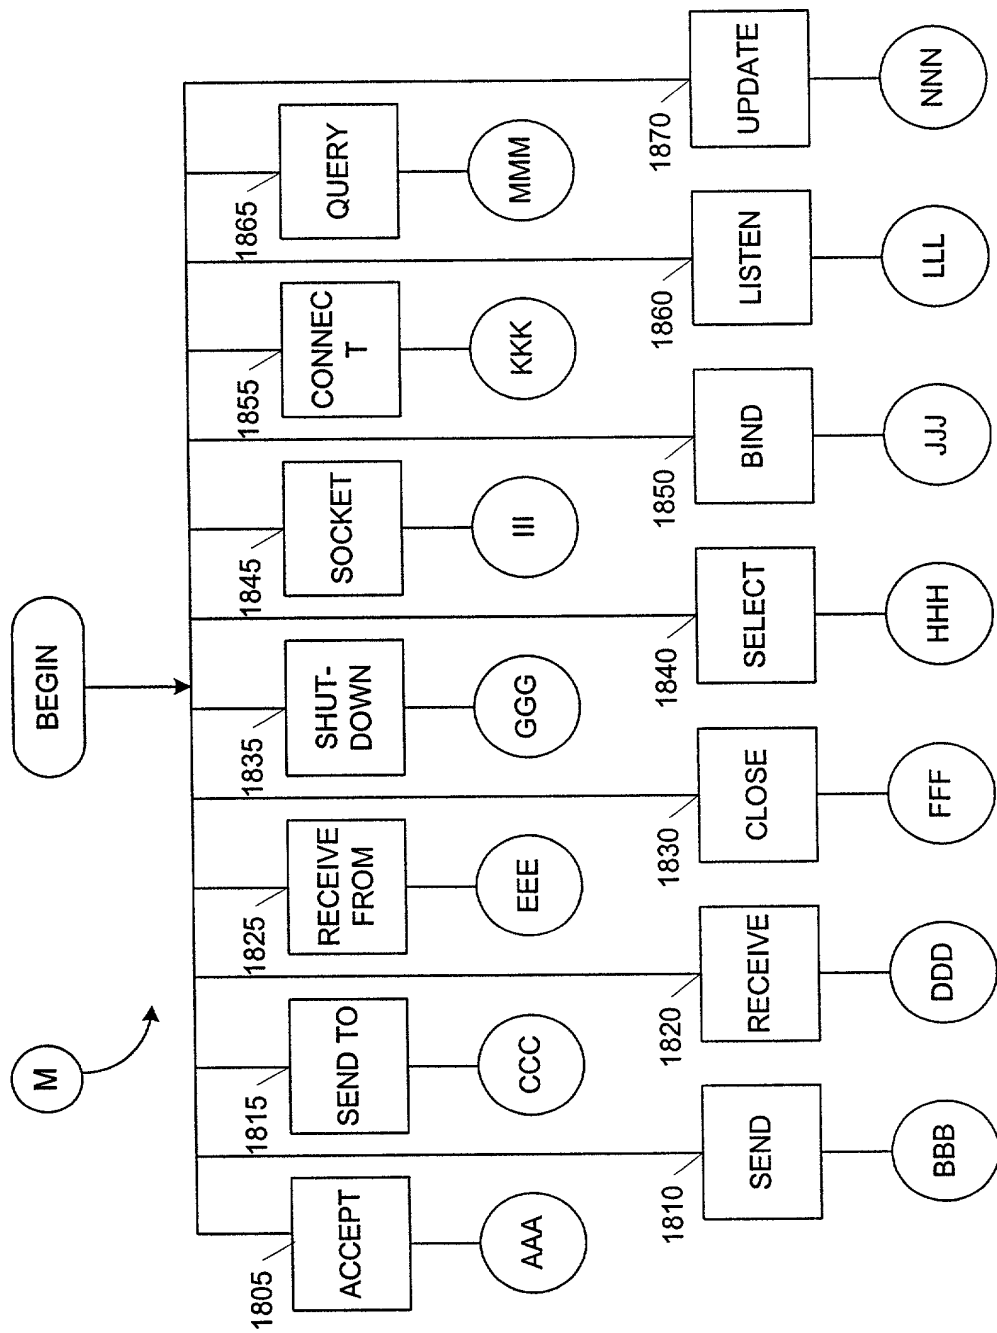 M
BEGIN
1805
ACCEPT
AAA
1815
SEND TO
CCC
1825
RECEIVE
FROM
EEE
1835
SHUT-
DOWN
GGG
1845
SOCKET
III
1855
CONNEC
T
KKK
1865
QUERY
MMM
1810
SEND
BBB
1820
RECEIVE
DDD
1830
CLOSE
FFF
1840
SELECT
HHH
1850
BIND
JJJ
1860
LISTEN
LLL
1870
UPDATE
NNN